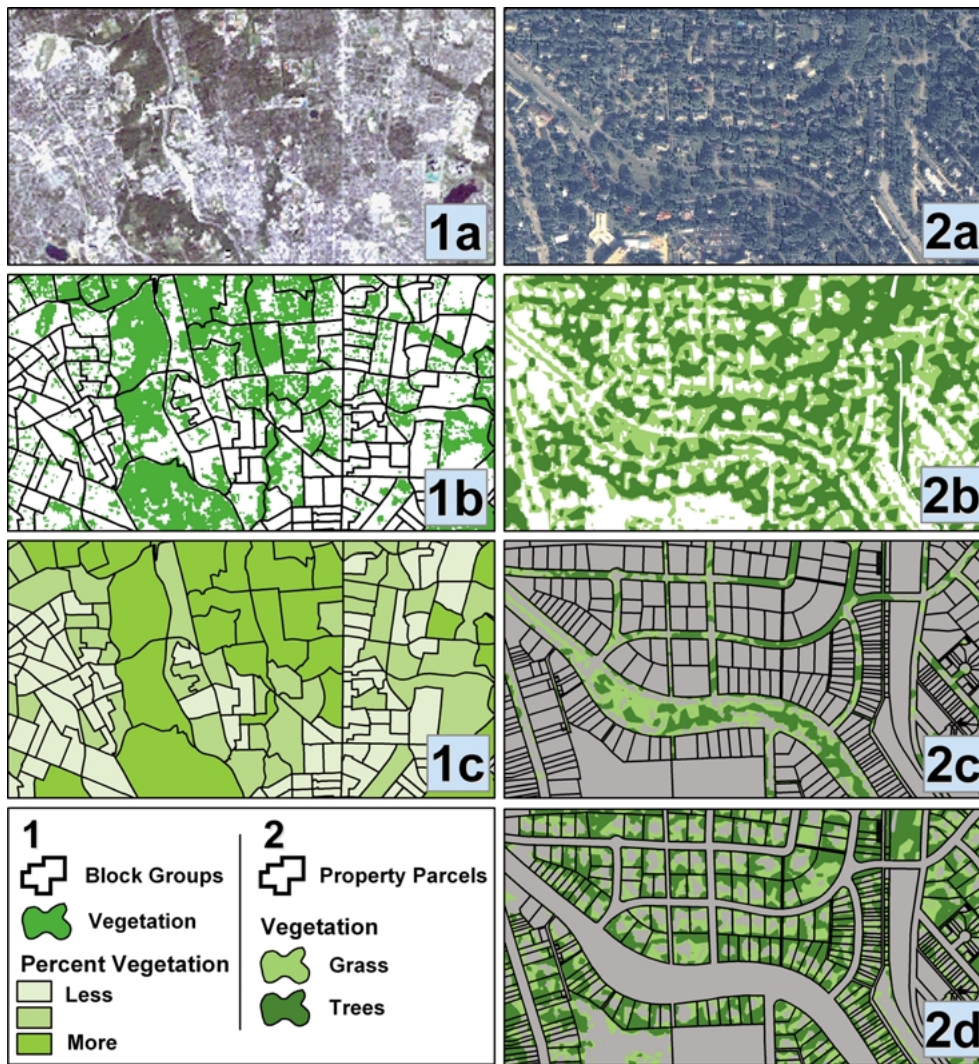 1a
2a
1b
2b
1c
2c
1
Block Groups
Vegetation
Percent Vegetation
Less
More
2
Property Parcels
Vegetation
Grass
Trees
2d